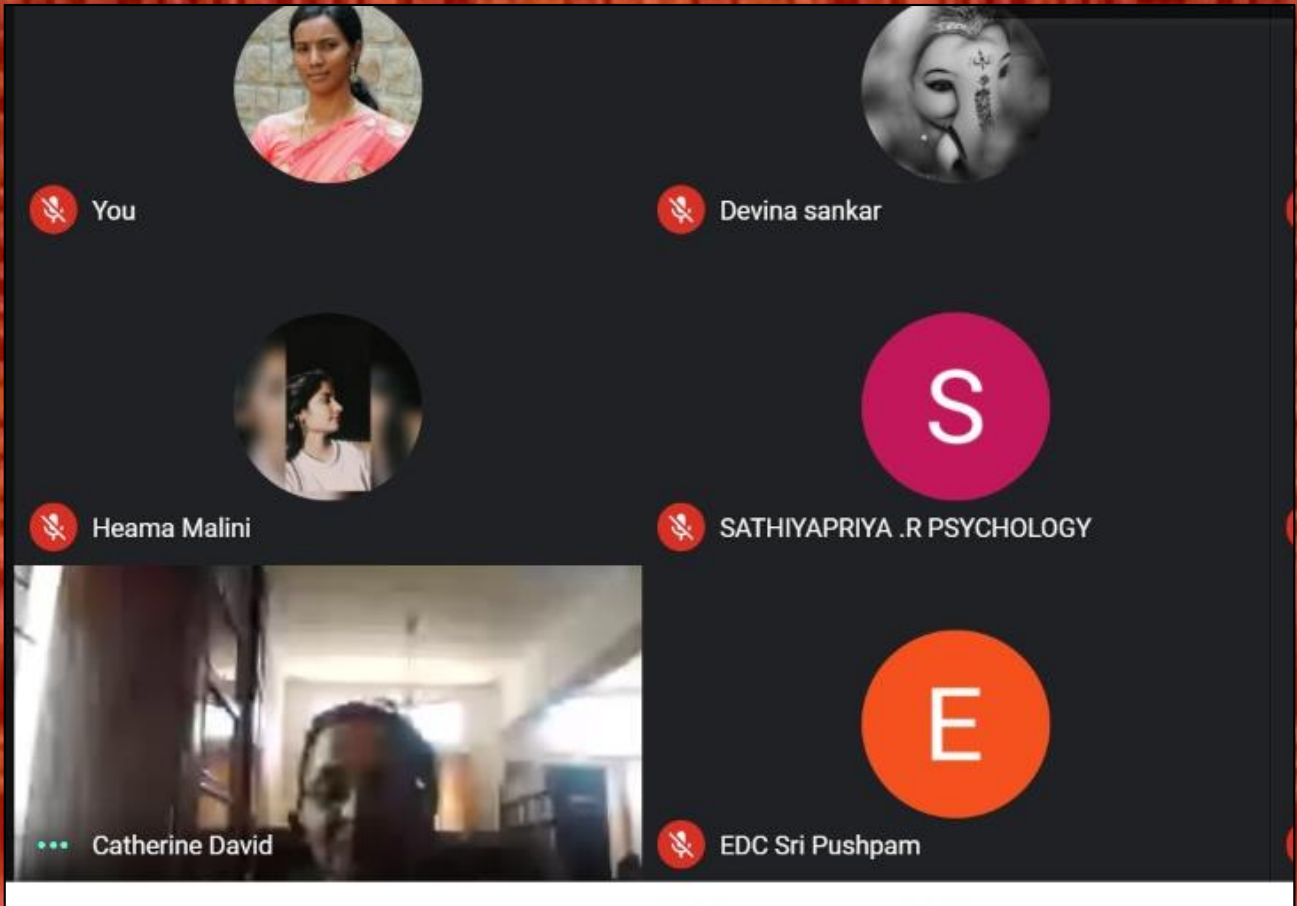 You
Devina sankar
Heama Malini
S
SATHIYAPRIYA .R PSYCHOLOGY
Catherine David
E
EDC Sri Pushpam